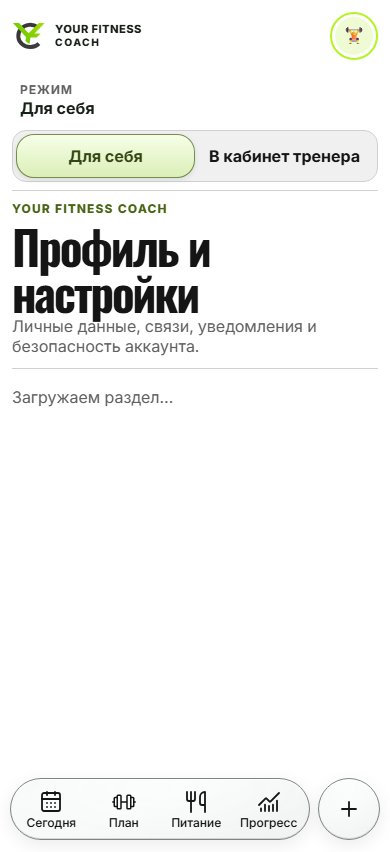 YOUR FITNESS
COACH
РЕЖИМ
Для себя
Для себя
В кабинет тренера
YOUR FITNESS COACH
Профиль и
настройки
Личные данные, связи, уведомления и
безопасность аккаунта.
Загружаем раздел...
Сегодня
План
Питание
Прогресс